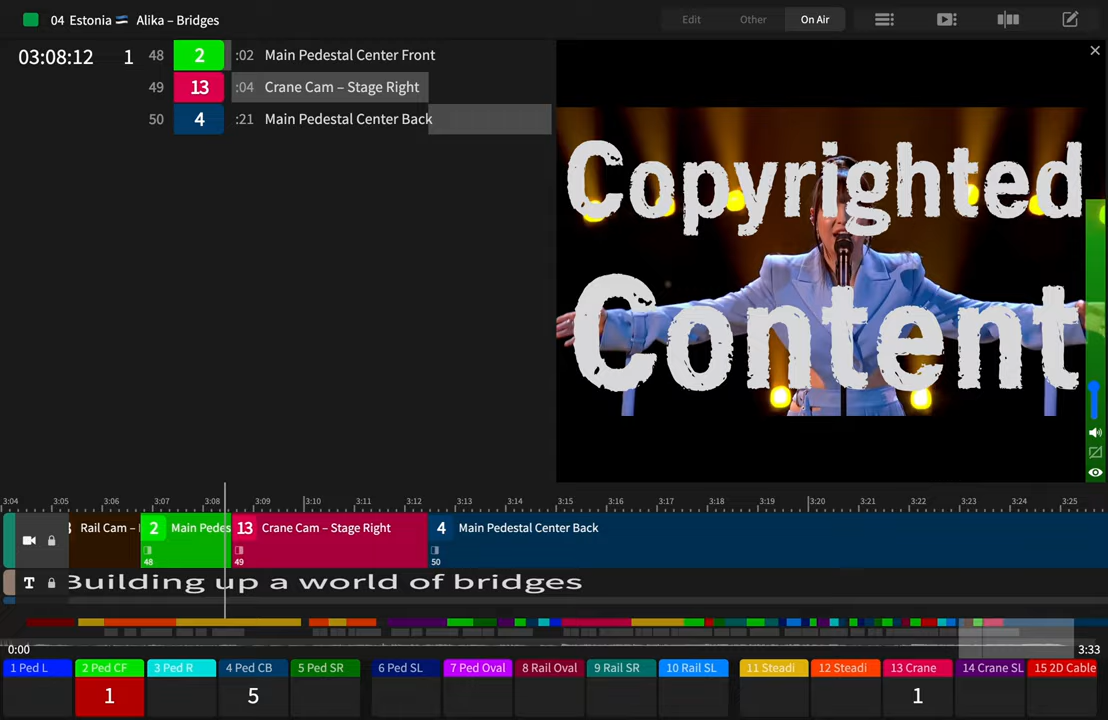 04 Estonia 🇪🇪 Alika – Bridges
Edit Other On Air
03:08:12 1
48 2 :02 Main Pedestal Center Front
49 13 :04 Crane Cam – Stage Right
50 4 :21 Main Pedestal Center Back
Copyrighted
Content
3:04 3:05 3:06 3:07 3:08 3:09 3:10 3:11 3:12 3:13 3:14 3:15 3:16 3:17 3:18 3:19 3:20 3:21 3:22 3:23 3:24 3:25
Rail Cam – 2 Main Pedes 13 Crane Cam – Stage Right 4 Main Pedestal Center Back
48 49 50
T Building up a world of bridges
0:00 3:33
1 Ped L 2 Ped CF 3 Ped R 4 Ped CB 5 Ped SR 6 Ped SL 7 Ped Oval 8 Rail Oval 9 Rail SR 10 Rail SL 11 Steadi 12 Steadi 13 Crane 14 Crane SL 15 2D Cable
1 5 1